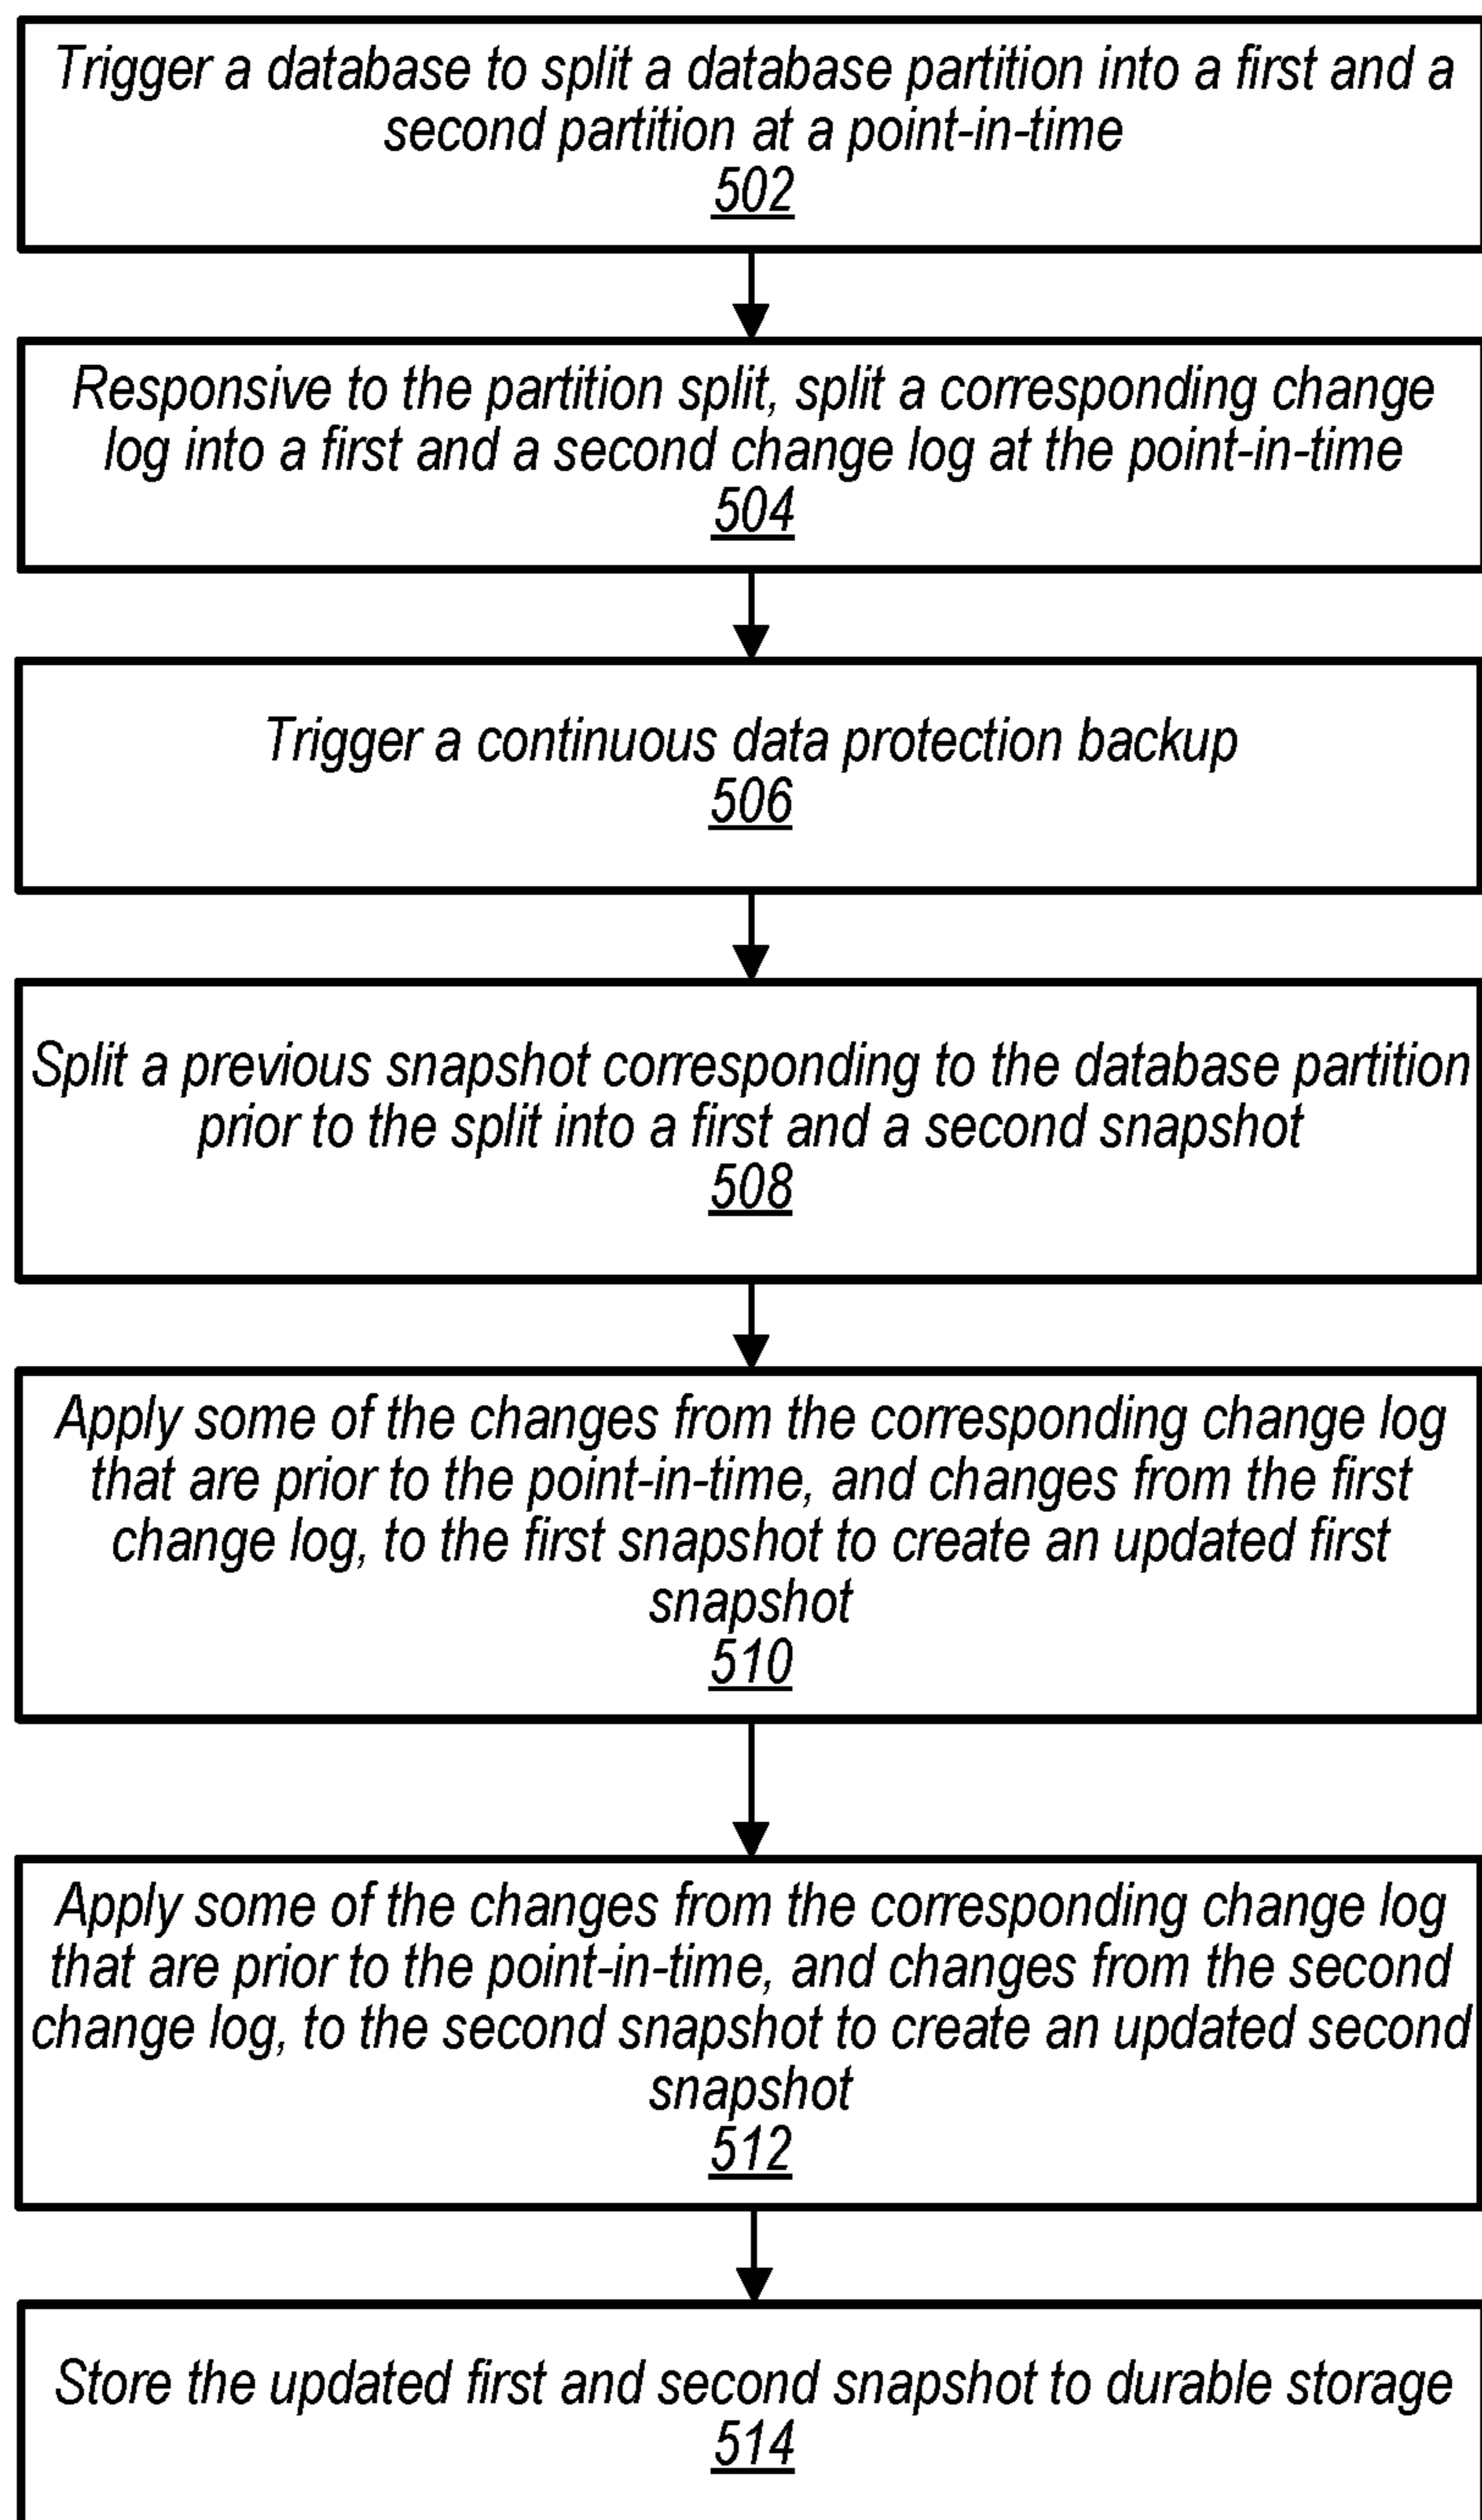 Trigger a database to split a database partition into a first and a
second partition at a point-in-time
502
Responsive to the partition split, split a corresponding change
log into a first and a second change log at the point-in-time
504
Trigger a continuous data protection backup
506
Split a previous snapshot corresponding to the database partition
prior to the split into a first and a second snapshot
508
Apply some of the changes from the corresponding change log
that are prior to the point-in-time, and changes from the first
change log, to the first snapshot to create an updated first
snapshot
510
Apply some of the changes from the corresponding change log
that are prior to the point-in-time, and changes from the second
change log, to the second snapshot to create an updated second
snapshot
512
Store the updated first and second snapshot to durable storage
514